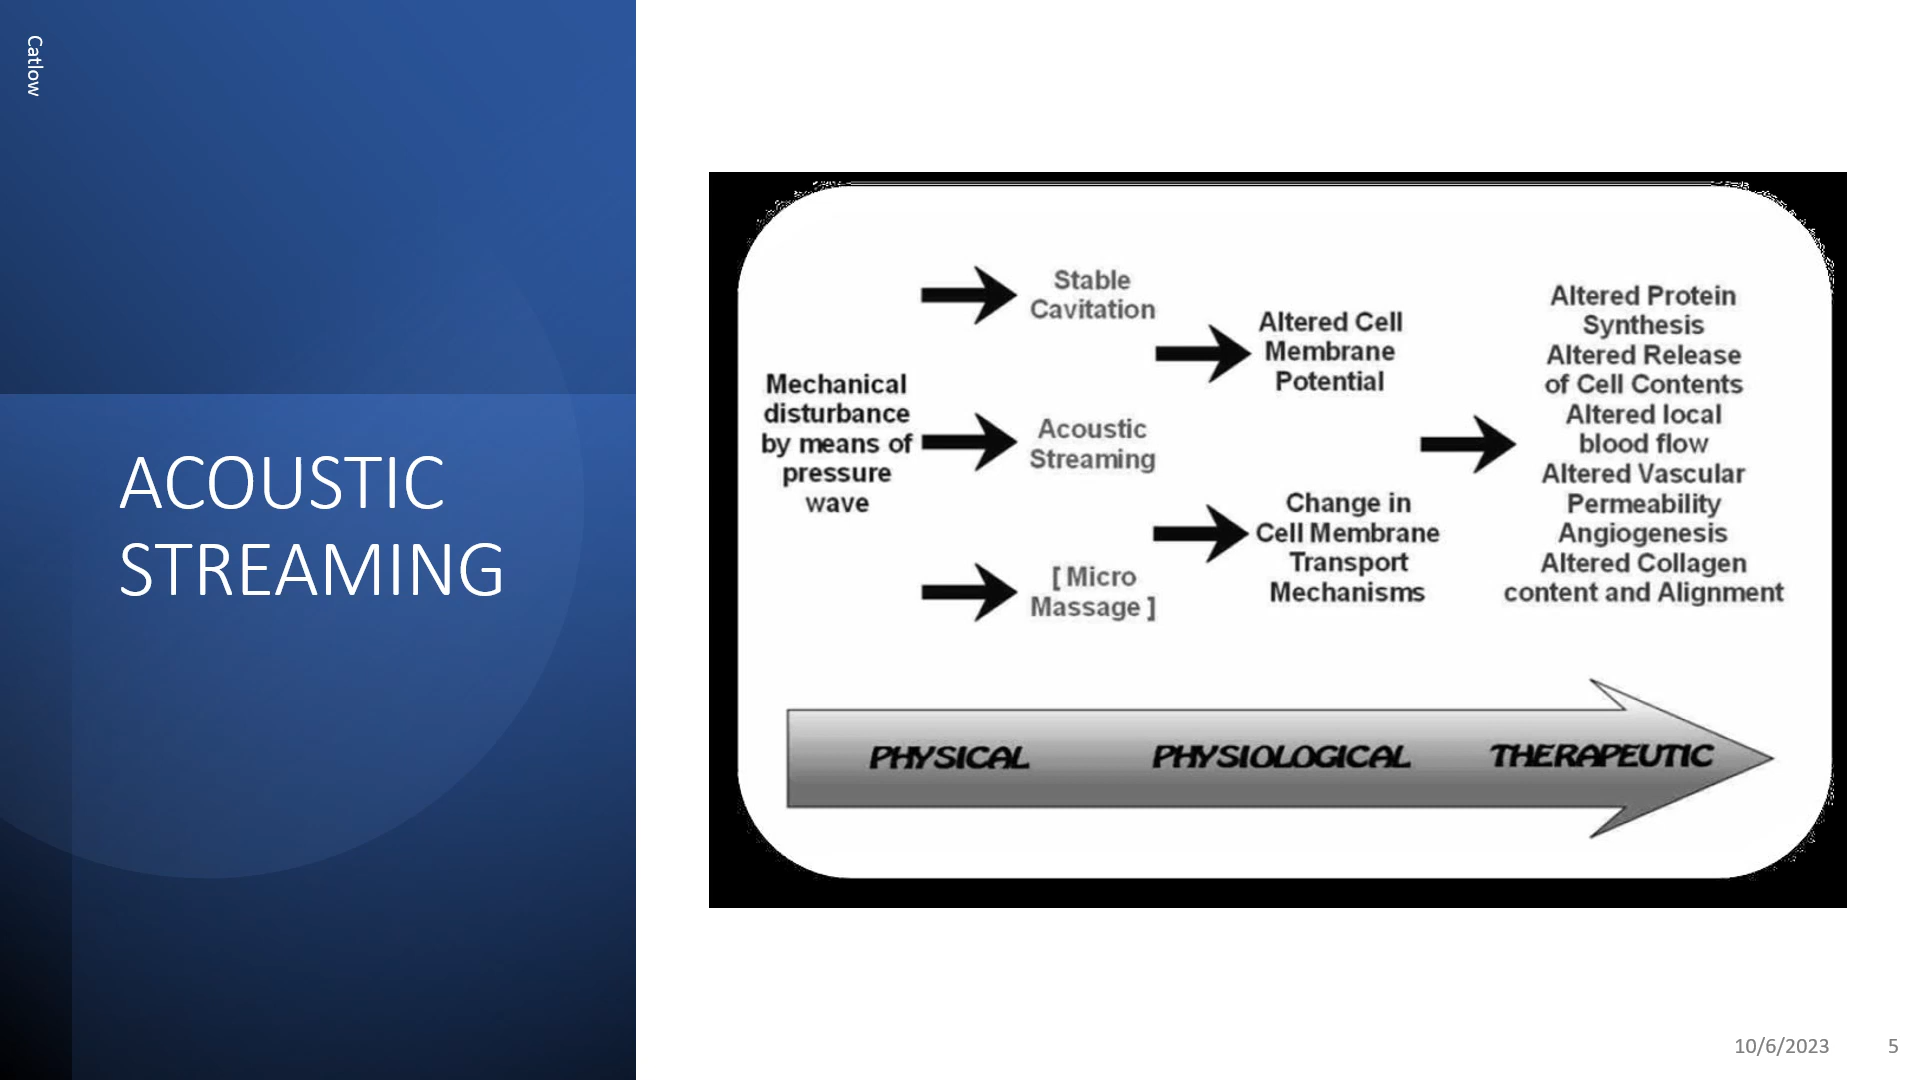 Catlow
ACOUSTIC
STREAMING
Mechanical
disturbance
by means of
pressure
wave
Stable
Cavitation
Acoustic
Streaming
[ Micro
Massage ]
Altered Cell
Membrane
Potential
Change in
Cell Membrane
Transport
Mechanisms
Altered Protein
Synthesis
Altered Release
of Cell Contents
Altered local
blood flow
Altered Vascular
Permeability
Angiogenesis
Altered Collagen
content and Alignment
PHYSICAL
PHYSIOLOGICAL
THERAPEUTIC
10/6/2023
5